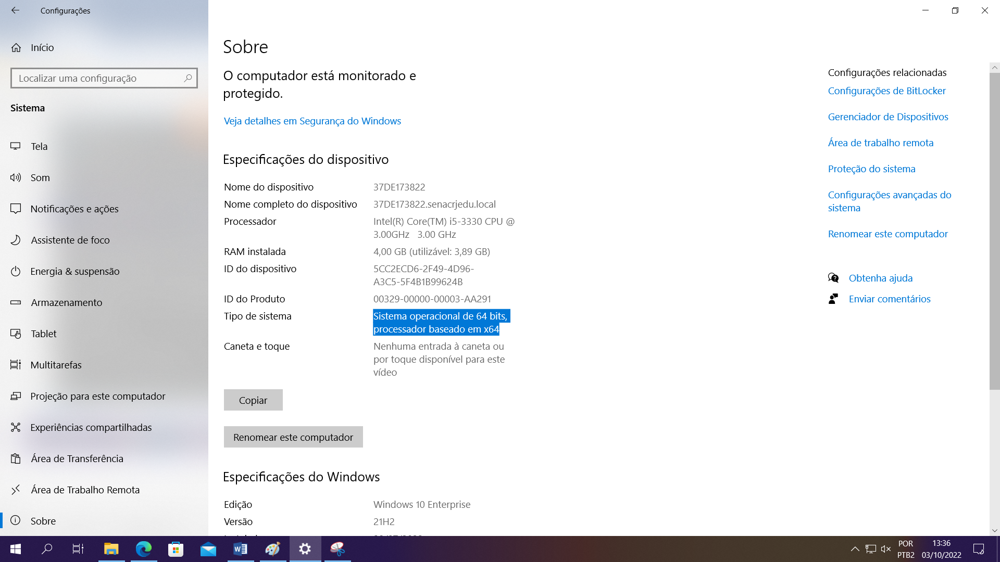 Configurações
Início
Localizar uma configuração
Sistema
Tela
Som
Notificações e ações
Assistente de foco
Energia & suspensão
Armazenamento
Tablet
Multitarefas
Projeção para este computador
Experiências compartilhadas
Área de Transferência
Área de Trabalho Remota
Sobre
Sobre
O computador está monitorado e
protegido.
Veja detalhes em Segurança do Windows
Especificações do dispositivo
Nome do dispositivo 37DE173822
Nome completo do dispositivo 37DE173822.senacrjedu.local
Processador Intel(R) Core(TM) i5-3330 CPU @
3.00GHz 3.00 GHz
RAM instalada 4,00 GB (utilizável: 3,89 GB)
ID do dispositivo 5CC2ECD6-2F49-4D96-
A3C5-5F4B1B99624B
ID do Produto 00329-00000-00003-AA291
Tipo de sistema Sistema operacional de 64 bits,
processador baseado em x64
Caneta e toque Nenhuma entrada à caneta ou
por toque disponível para este
vídeo
Copiar
Renomear este computador
Especificações do Windows
Edição Windows 10 Enterprise
Versão 21H2
Configurações relacionadas
Configurações de BitLocker
Gerenciador de Dispositivos
Área de trabalho remota
Proteção do sistema
Configurações avançadas do
sistema
Renomear este computador
Obtenha ajuda
Enviar comentários
POR
PTB2
13:36
03/10/2022